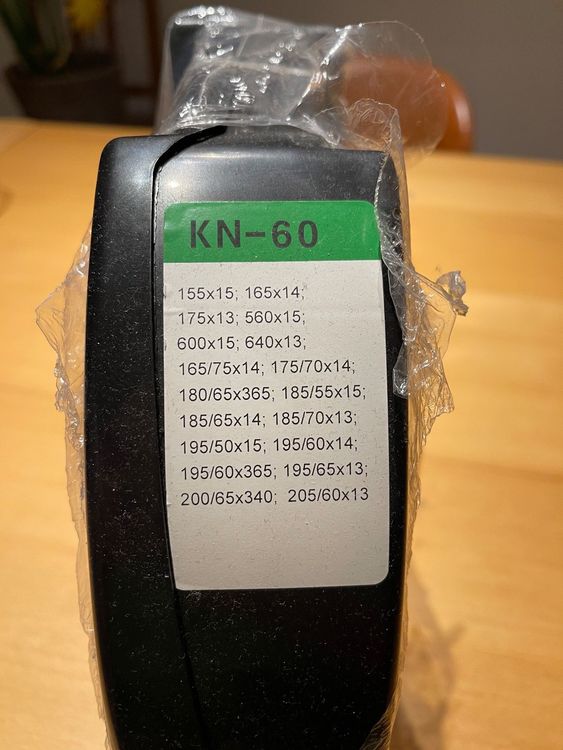 KN-60
155x15; 165x14;
175x13; 560x15;
600x15; 640x13;
165/75x14; 175/70x14;
180/65x365; 185/55x15;
185/65x14; 185/70x13;
195/50x15; 195/60x14;
195/60x365; 195/65x13;
200/65x340; 205/60x13